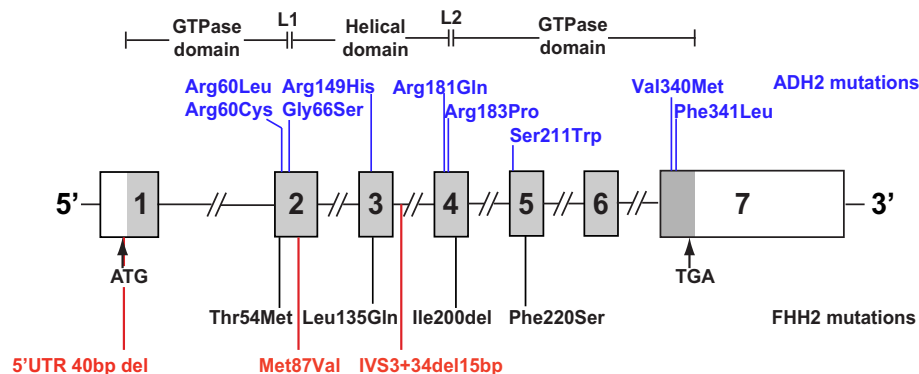 GTPase domain L1 Helical domain L2 GTPase domain
Arg60Leu Arg149His Arg181Gln Val340Met ADH2 mutations
Arg60Cys Gly66Ser Arg183Pro Phe341Leu
Ser211Trp
5’ 1 2 3 4 5 6 7 3’
ATG TGA
Thr54Met Leu135Gln Ile200del Phe220Ser FHH2 mutations
5’UTR 40bp del Met87Val IVS3+34del15bp